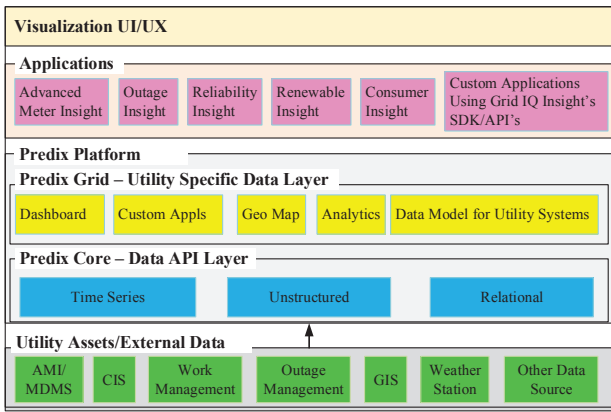 Visualization UI/UX
Applications
Advanced
Meter Insight
Outage
Insight
Reliability
Insight
Renewable
Insight
Consumer
Insight
Custom Applications
Using Grid IQ Insight's
SDK/API's
Predix Platform
Predix Grid – Utility Specific Data Layer
Dashboard
Custom Appls
Geo Map
Analytics
Data Model for Utility Systems
Predix Core – Data API Layer
Time Series
Unstructured
Relational
Utility Assets/External Data
AMI/
MDMS
CIS
Work
Management
Outage
Management
GIS
Weather
Station
Other Data
Source